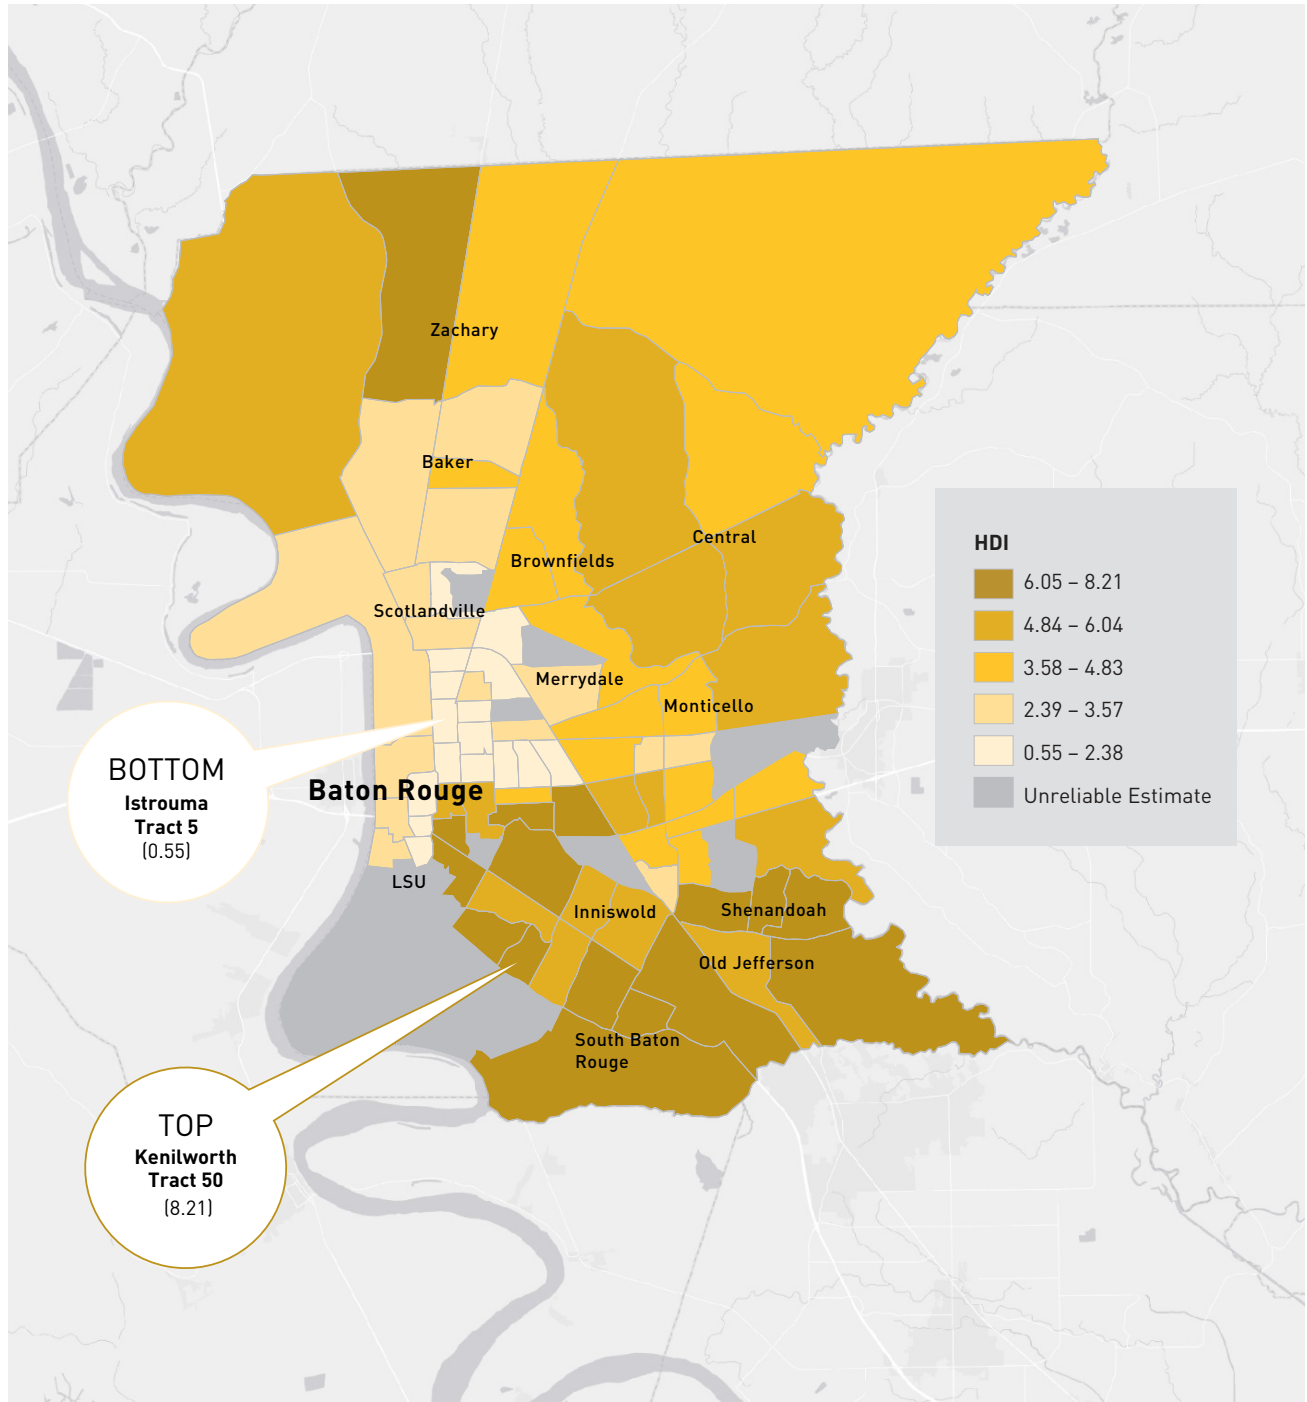 Zachary
Baker
Central
Brownfields
Scotlandville
Merrydale
Monticello
BOTTOM
Istrouma
Tract 5
(0.55)
Baton Rouge
LSU
Inniswold
Shenandoah
Old Jefferson
South Baton
Rouge
TOP
Kenilworth
Tract 50
(8.21)
HDI
6.05 – 8.21
4.84 – 6.04
3.58 – 4.83
2.39 – 3.57
0.55 – 2.38
Unreliable Estimate